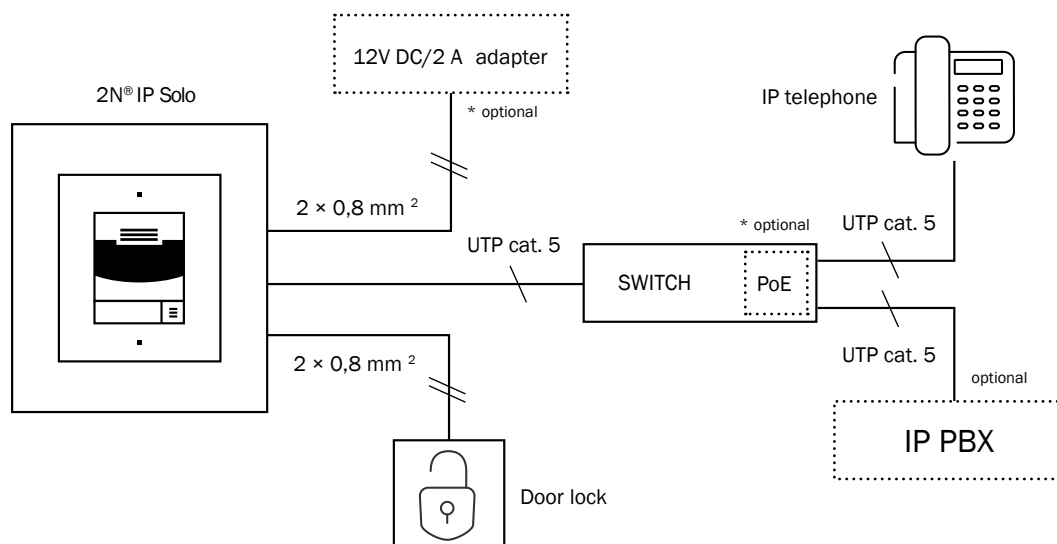 12V DC/2 A adapter
* optional
2N® IP Solo
IP telephone
2 × 0,8 mm ²
UTP cat. 5
* optional
UTP cat. 5
SWITCH
PoE
2 × 0,8 mm ²
UTP cat. 5
optional
IP PBX
Door lock